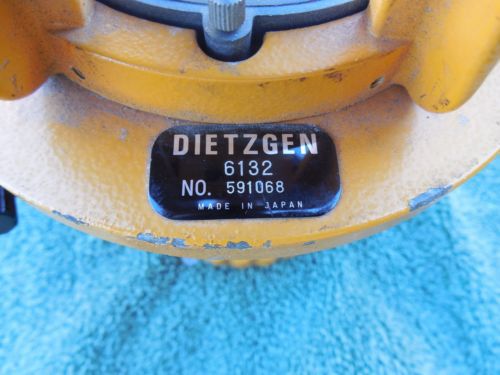 DIETZGEN
6132
NO. 591068
MADE IN JAPAN